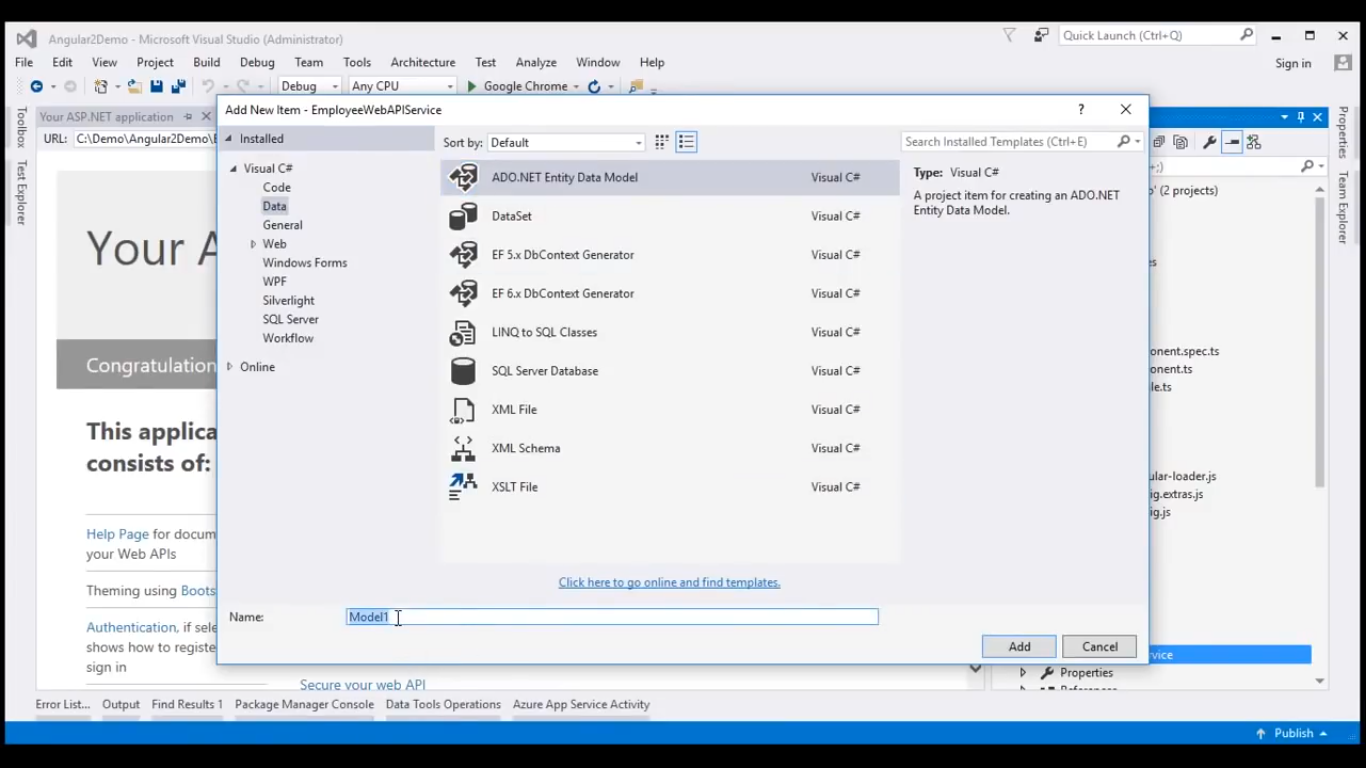 Angular2Demo - Microsoft Visual Studio (Administrator)
Quick Launch (Ctrl+Q)
File Edit View Project Build Debug Team Tools Architecture Test Analyze Window Help
Sign in
Debug Any CPU Google Chrome
Toolbox
Test Explorer
Your ASP.NET application
URL: C:\Demo\Angular2Demo\E
Your A
Congratulation
This applica
consists of:
Help Page for docum
your Web APIs
Theming using Boots
Authentication, if sele
shows how to registe
sign in
Secure your web API
Add New Item - EmployeeWebAPIService
?
Installed
Visual C#
Code
Data
General
Web
Windows Forms
WPF
Silverlight
SQL Server
Workflow
Online
Sort by: Default
Search Installed Templates (Ctrl+E)
ADO.NET Entity Data Model Visual C#
DataSet Visual C#
EF 5.x DbContext Generator Visual C#
EF 6.x DbContext Generator Visual C#
LINQ to SQL Classes Visual C#
SQL Server Database Visual C#
XML File Visual C#
XML Schema Visual C#
XSLT File Visual C#
Type: Visual C#
A project item for creating an ADO.NET
Entity Data Model.
Click here to go online and find templates.
Name: Model1
Add Cancel
+;)
o' (2 projects)
es
onent.spec.ts
onent.ts
le.ts
ular-loader.js
ig.extras.js
ig.js
vice
Properties
Properties
Team Explorer
Error List... Output Find Results 1 Package Manager Console Data Tools Operations Azure App Service Activity
Publish